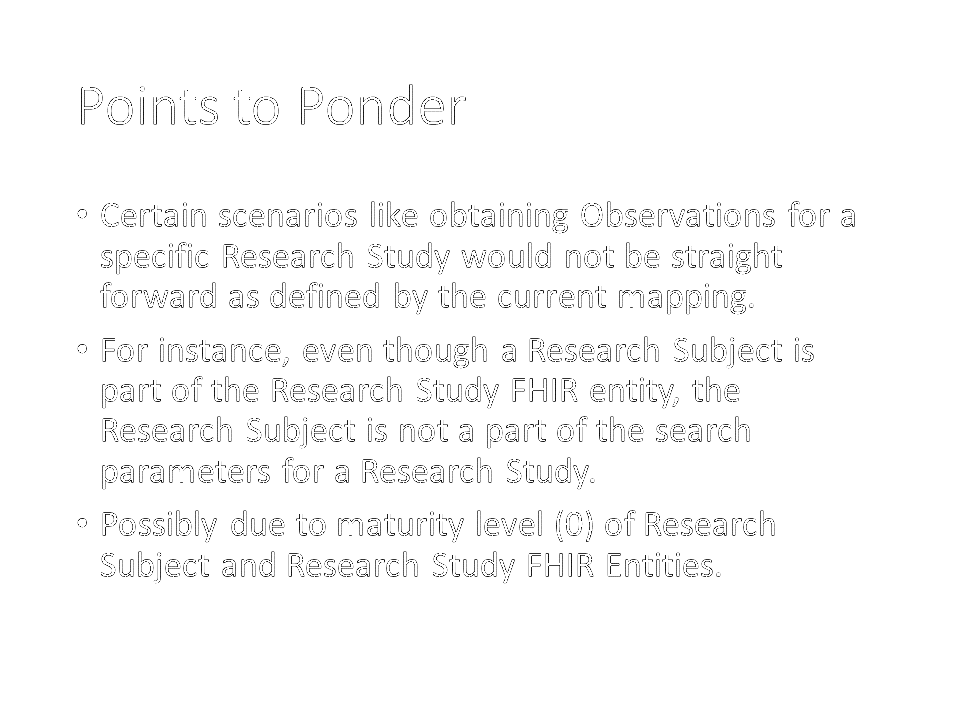 Points to Ponder
• Certain scenarios like obtaining Observations for a
specific Research Study would not be straight
forward as defined by the current mapping.
• For instance, even though a Research Subject is
part of the Research Study FHIR entity, the
Research Subject is not a part of the search
parameters for a Research Study.
• Possibly due to maturity level (0) of Research
Subject and Research Study FHIR Entities.